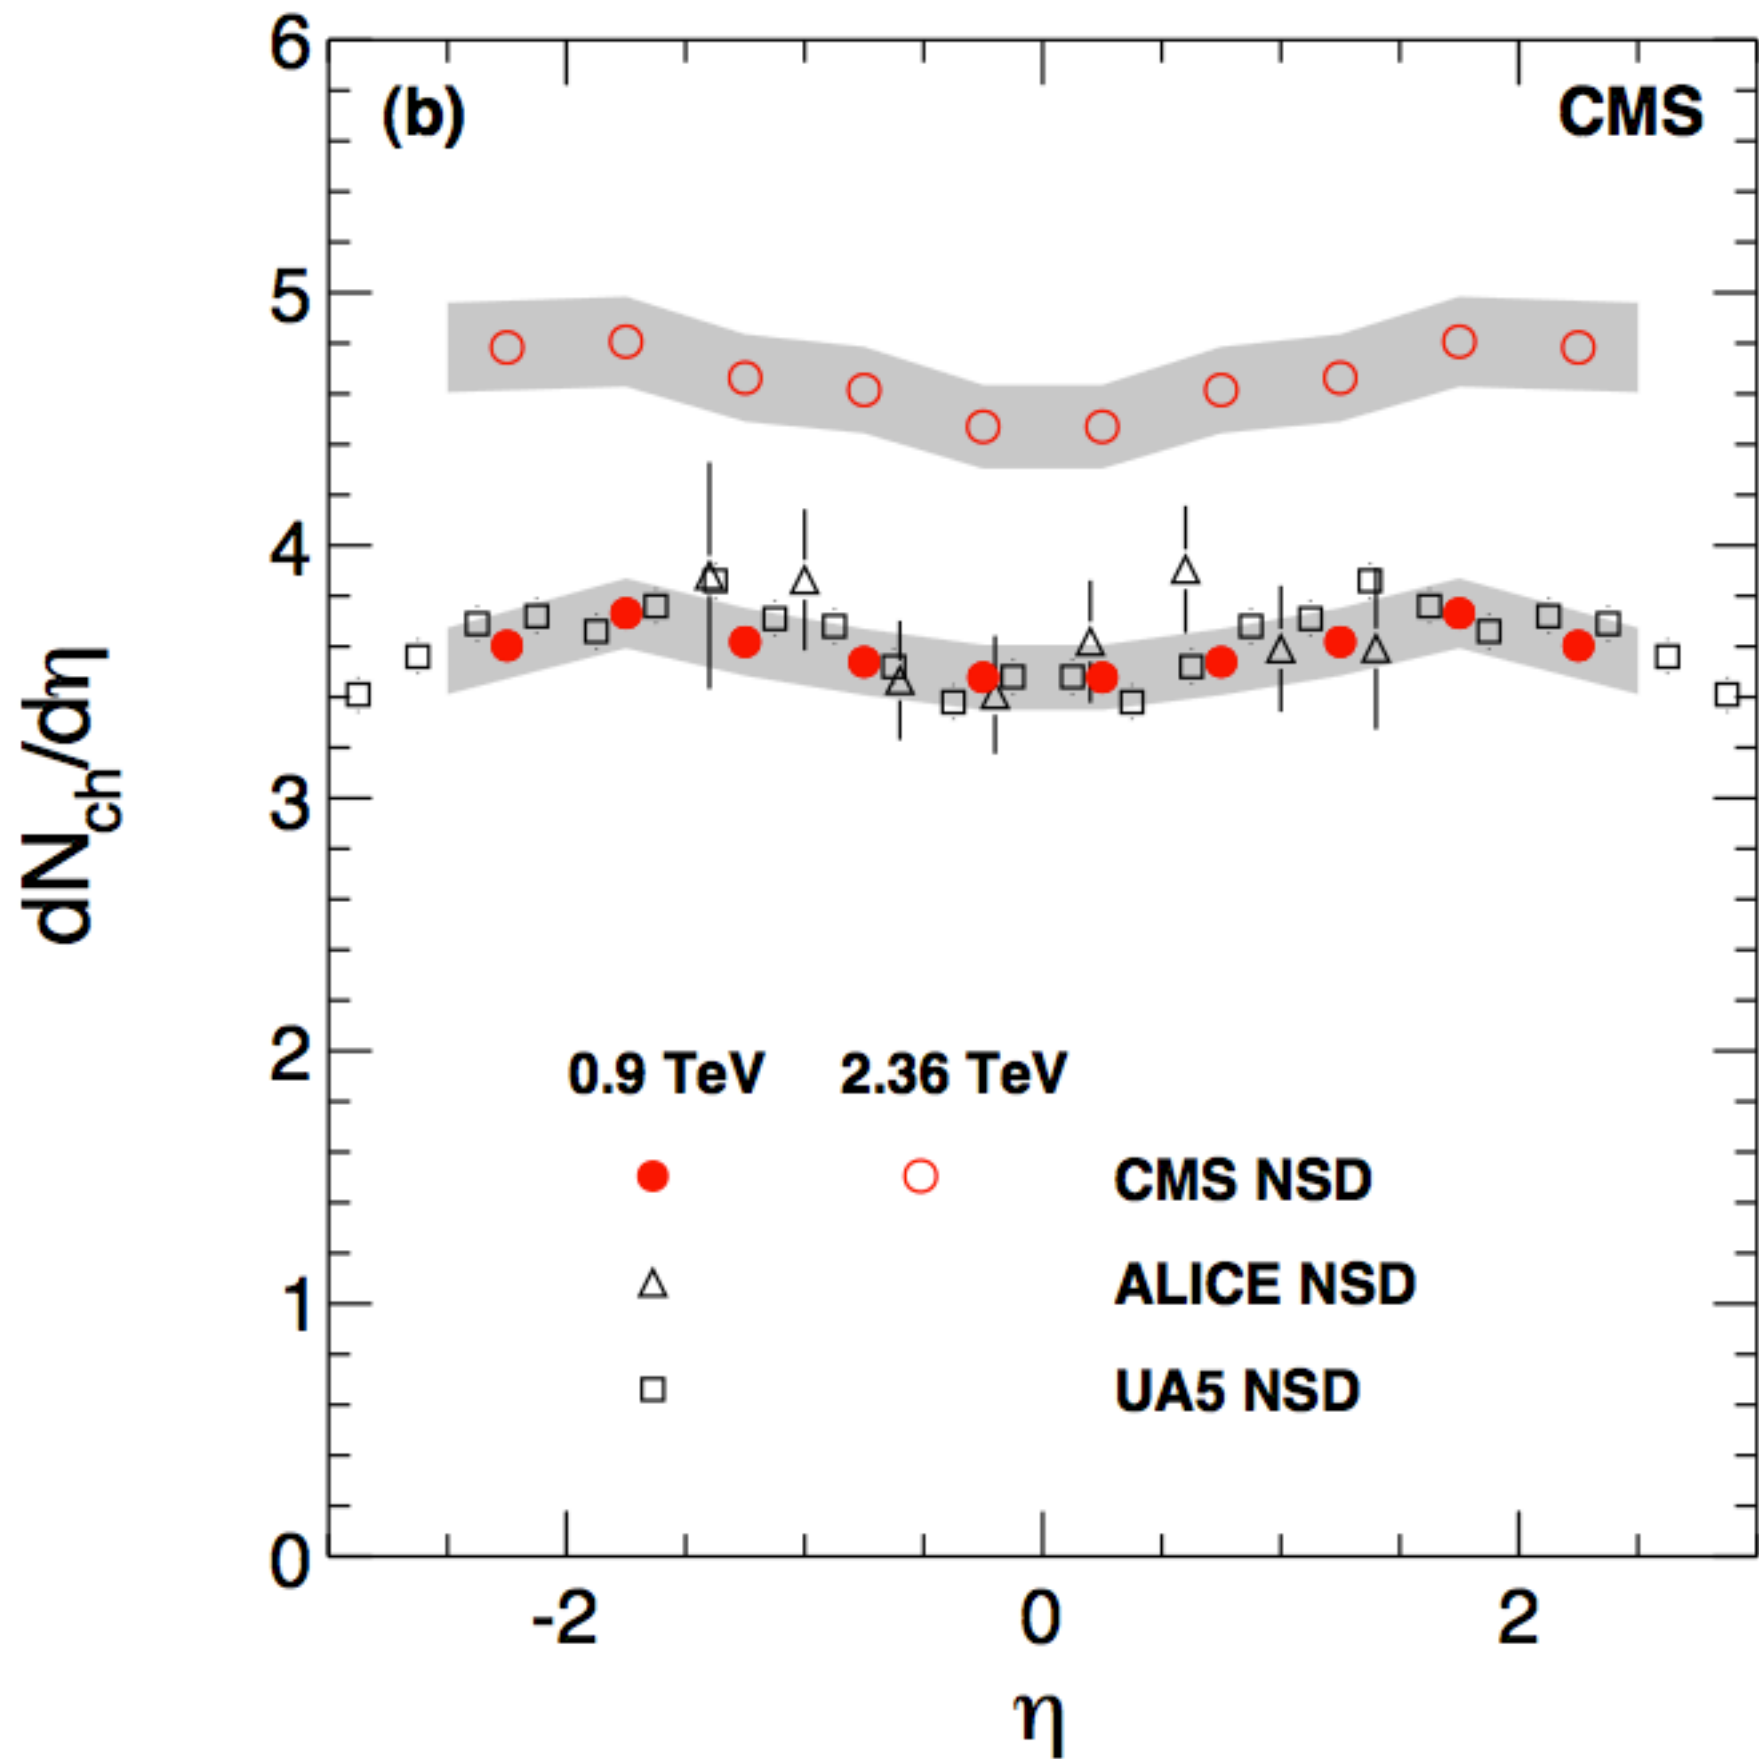 (b) CMS
6
5
4
3
2
1
0
dN_ch/dη
0.9 TeV 2.36 TeV
CMS NSD
ALICE NSD
UA5 NSD
-2 0 2
η